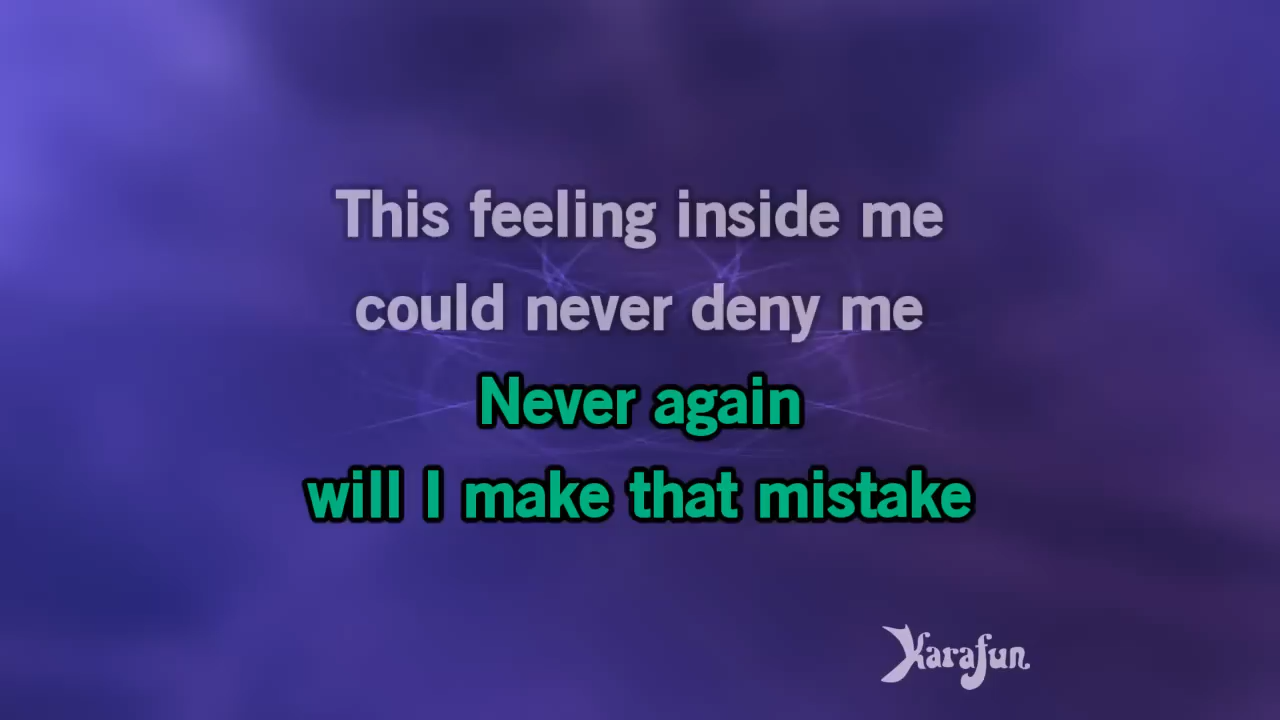 This feeling inside me
could never deny me
Never again
will I make that mistake
Karafun